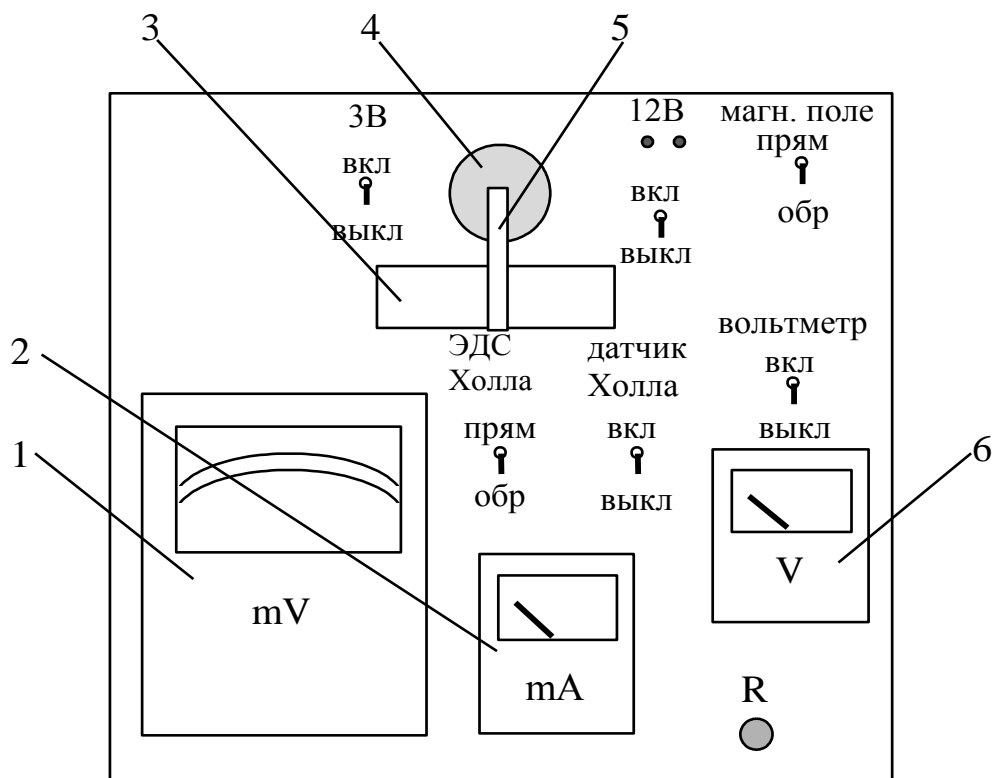 3
4
5
3В
12В
магн. поле
прям
обр
вкл
выкл
вкл
выкл
2
ЭДС
Холла
датчик
Холла
вольтметр
вкл
выкл
1
прям
обр
вкл
выкл
6
mV
mA
V
R